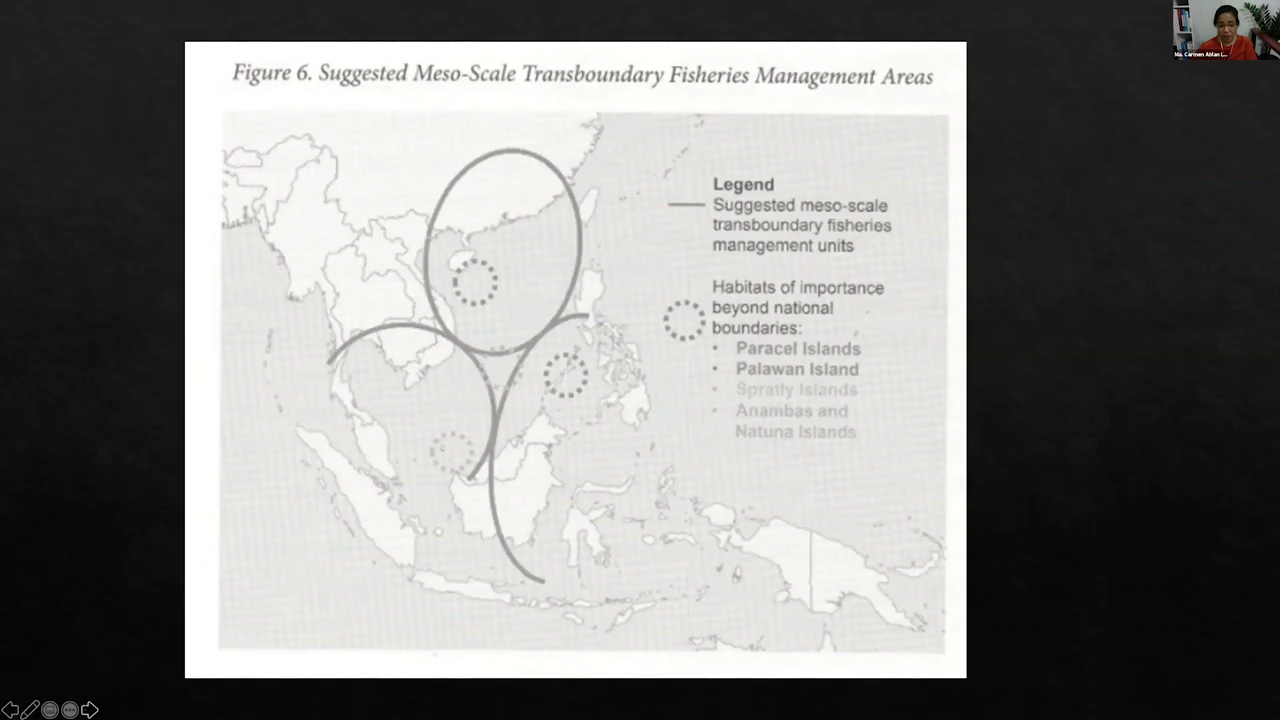 Ma. Carmen Ablan L...
Figure 6. Suggested Meso-Scale Transboundary Fisheries Management Areas
Legend
Suggested meso-scale
transboundary fisheries
management units
Habitats of importance
beyond national
boundaries:
• Paracel Islands
• Palawan Island
• Spratly Islands
• Anambas and
Natuna Islands